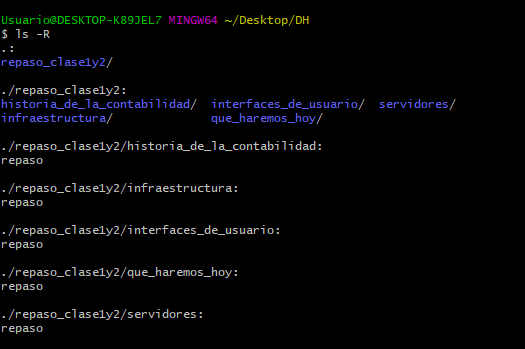 Usuario@DESKTOP-K89JEL7 MINGW64 ~/Desktop/DH
$ ls -R
.:
repaso_clase1y2/

./repaso_clase1y2:
historia_de_la_contabilidad/  interfaces_de_usuario/  servidores/
infraestructura/              que_haremos_hoy/

./repaso_clase1y2/historia_de_la_contabilidad:
repaso

./repaso_clase1y2/infraestructura:
repaso

./repaso_clase1y2/interfaces_de_usuario:
repaso

./repaso_clase1y2/que_haremos_hoy:
repaso

./repaso_clase1y2/servidores:
repaso